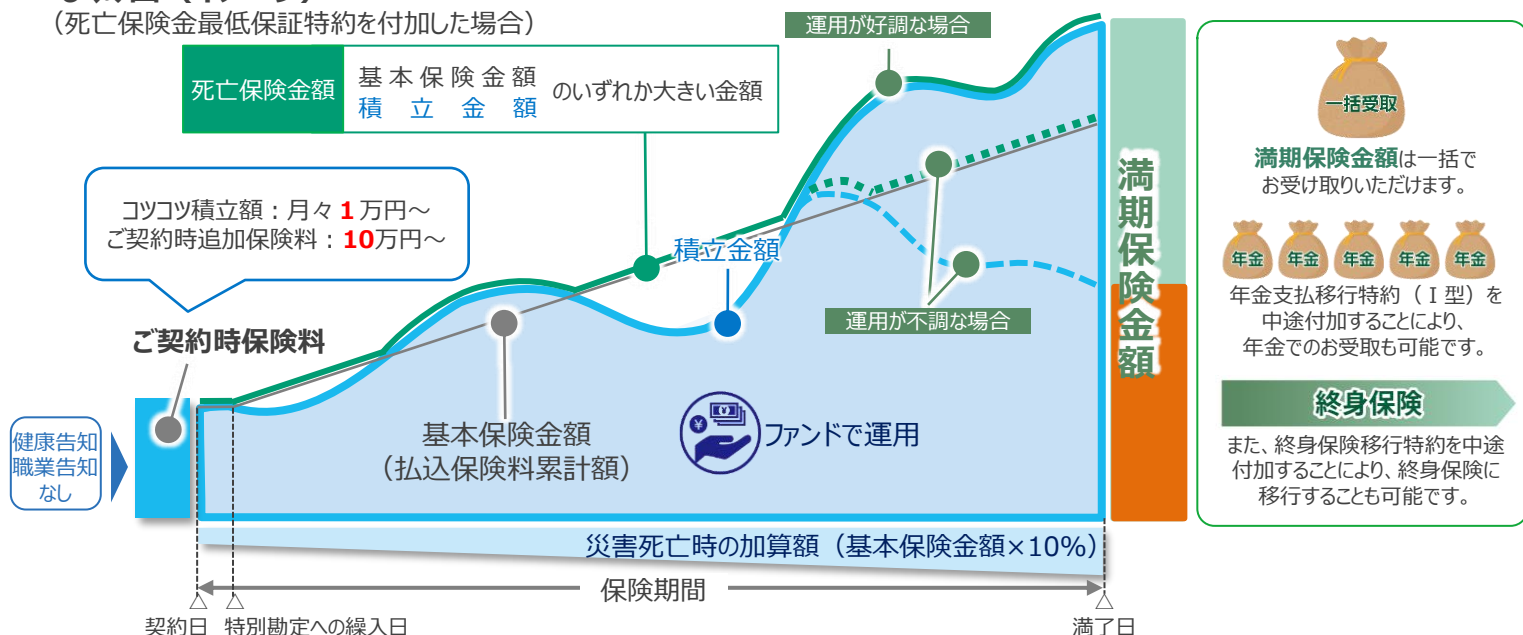 （死亡保険金最低保証特約を付加した場合）
運用が好調な場合
死亡保険金額
基本保険金額
積立金額
のいずれか大きい金額
コツコツ積立額：月々1万円～
ご契約時追加保険料：10万円～
積立金額
運用が不調な場合
ご契約時保険料
健康告知
職業告知
なし
基本保険金額
（払込保険料累計額）
ファンドで運用
満期保険金額
災害死亡時の加算額（基本保険金額×10%）
保険期間
契約日
特別勘定への繰入日
満了日
一括受取
満期保険金額は一括で
お受け取りいただけます。
年金 年金 年金 年金 年金
年金支払移行特約（Ⅰ型）を
中途付加することにより、
年金でのお受取も可能です。
終身保険
また、終身保険移行特約を中途
付加することにより、終身保険に
移行することも可能です。